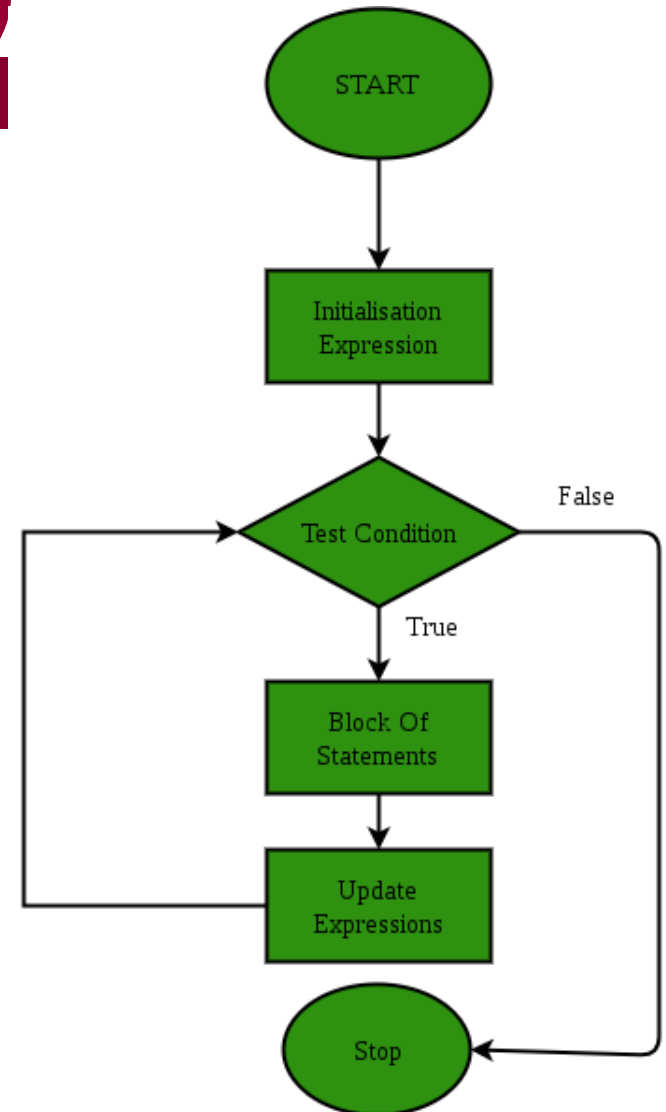 START
Initialisation
Expression
Test Condition
False
True
Block Of
Statements
Update
Expressions
Stop